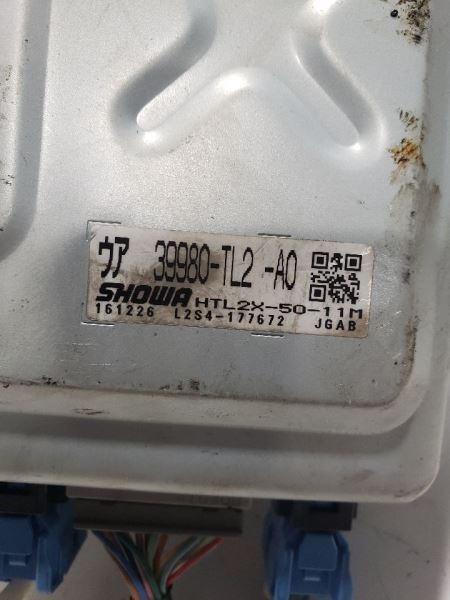 ウア 39980-TL2 -A0
SHOWA HTL2X-50-11M
161226 L2S4-177672 JGAB